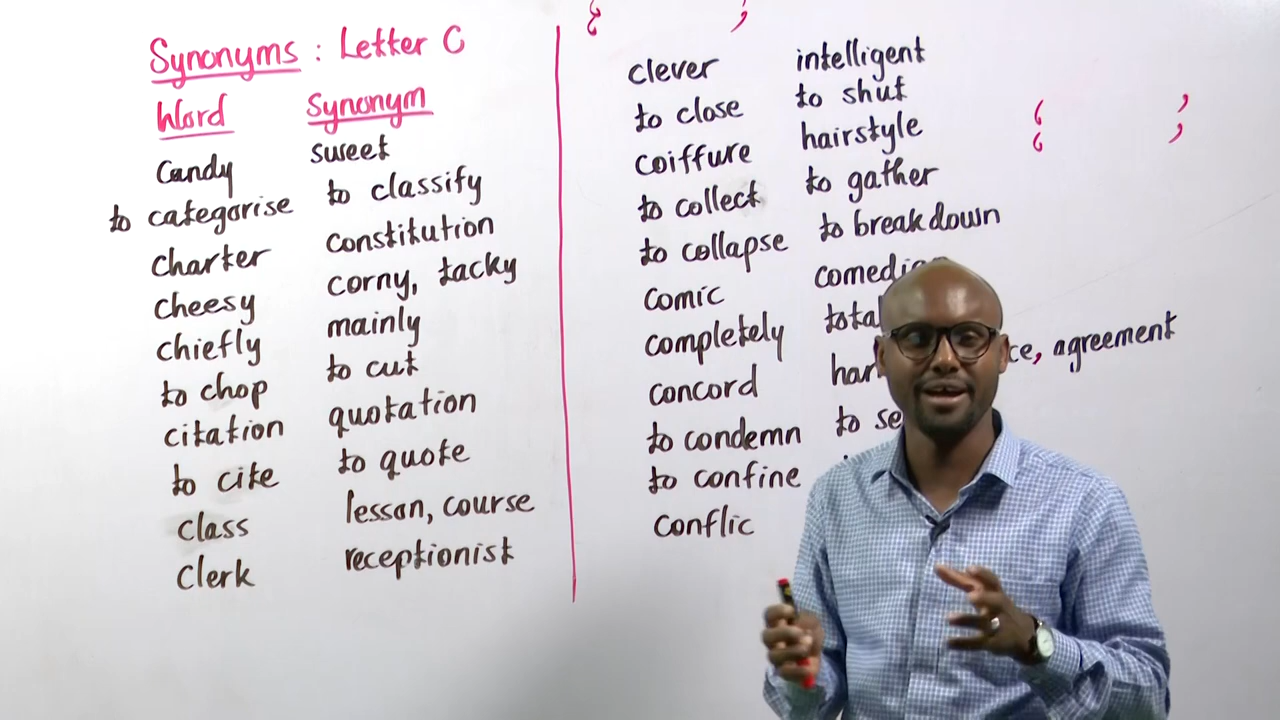 Synonyms : Letter C
Word Synonym
Candy sweet
to categorise to classify
charter constitution
cheesy corny, tacky
chiefly mainly
to chop to cut
citation quotation
to cite to quote
class lesson, course
clerk receptionist
clever intelligent
to close to shut
coiffure hairstyle
to collect to gather
to collapse to breakdown
comic
completely
concord agreement
to condemn to
to confine
conflic